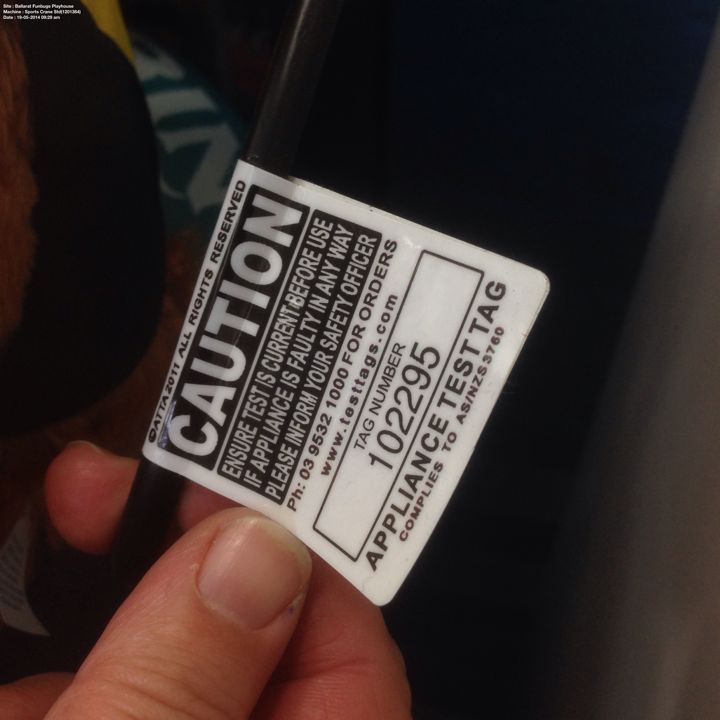 Site : Ballarat Funbugs Playhouse
Machine : Sports Crane Std(1201364)
Date : 19-05-2014 09:29 am
©ATTA 2011 ALL RIGHTS RESERVED
CAUTION
ENSURE TEST IS CURRENT BEFORE USE
IF APPLIANCE IS FAULTY IN ANY WAY
PLEASE INFORM YOUR SAFETY OFFICER
Ph: 03 9532 1000 FOR ORDERS
www.testtags.com
TAG NUMBER
102295
APPLIANCE TEST TAG
COMPLIES TO AS/NZS3760